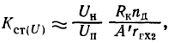 K_ст(U) ≈ U_н/U_п · R_к n_д / A′ r_гх2,